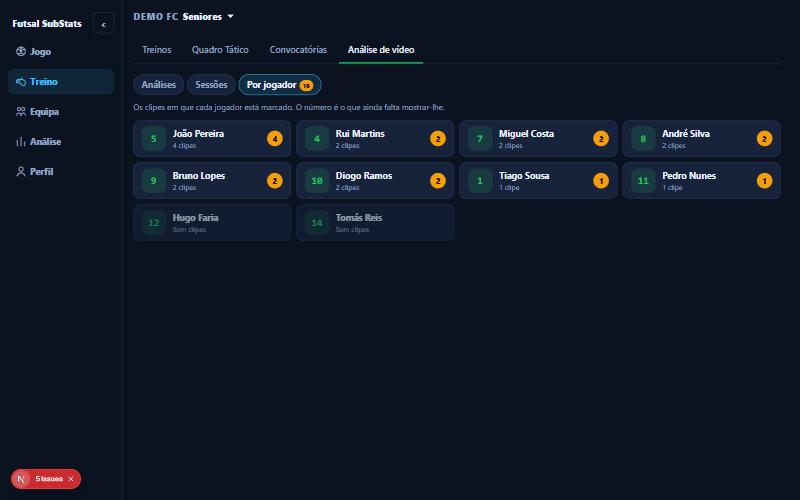 Futsal SubStats
<
Jogo
Treino
Equipa
Análise
Perfil
N 5 Issues ×
DEMO FC Seniores
Treinos Quadro Tático Convocatórias Análise de vídeo
Análises Sessões Por jogador 16
Os clipes em que cada jogador está marcado. O número é o que ainda falta mostrar-lhe.
5 João Pereira 4
4 clipes
4 Rui Martins 2
2 clipes
7 Miguel Costa 2
2 clipes
8 André Silva 2
2 clipes
9 Bruno Lopes 2
2 clipes
10 Diogo Ramos 2
2 clipes
1 Tiago Sousa 1
1 clipe
11 Pedro Nunes 1
1 clipe
12 Hugo Faria
Sem clipes
14 Tomás Reis
Sem clipes